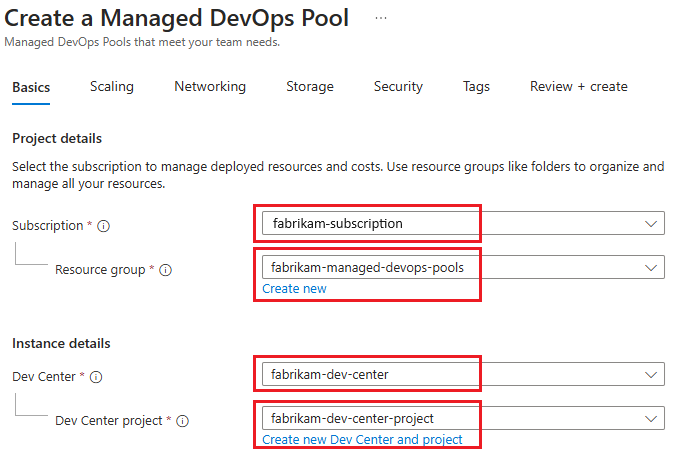 Create a Managed DevOps Pool ...
Managed DevOps Pools that meet your team needs.
Basics Scaling Networking Storage Security Tags Review + create
Project details
Select the subscription to manage deployed resources and costs. Use resource groups like folders to organize and
manage all your resources.
Subscription * fabrikam-subscription
Resource group * fabrikam-managed-devops-pools
Create new
Instance details
Dev Center * fabrikam-dev-center
Dev Center project * fabrikam-dev-center-project
Create new Dev Center and project